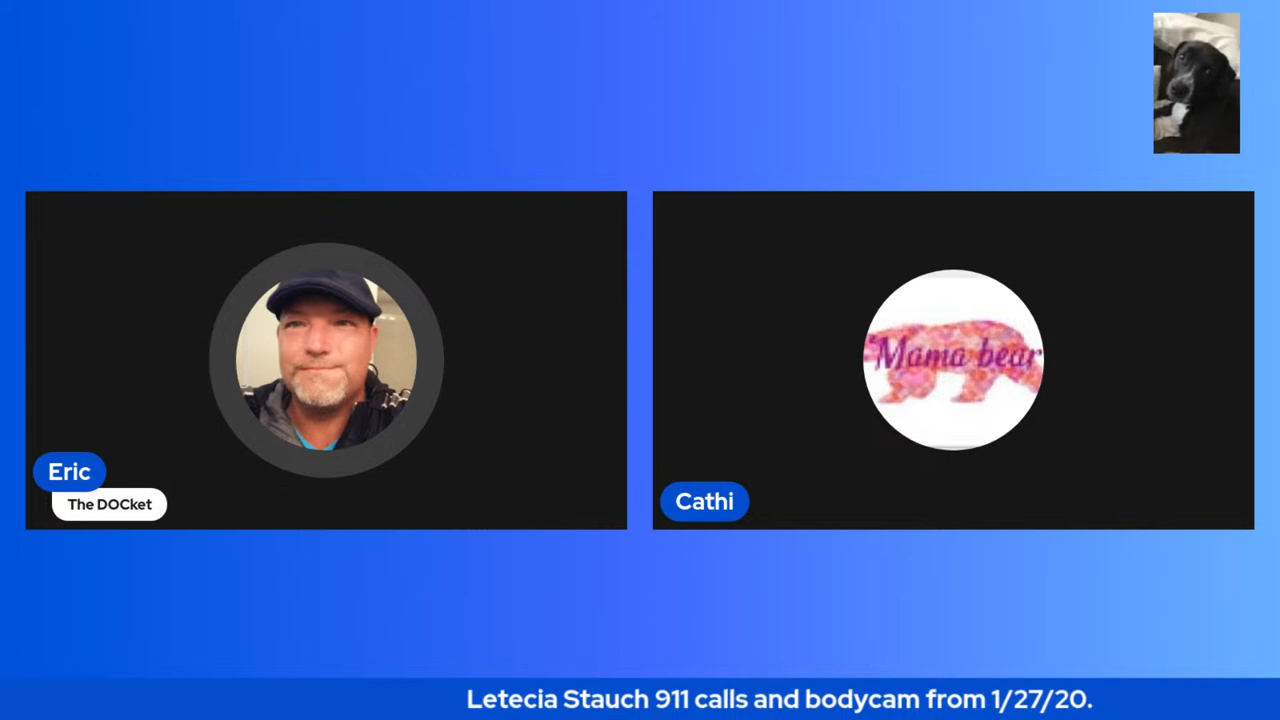 Mama bear
Eric
The DOCket
Cathi
Letecia Stauch 911 calls and bodycam from 1/27/20.